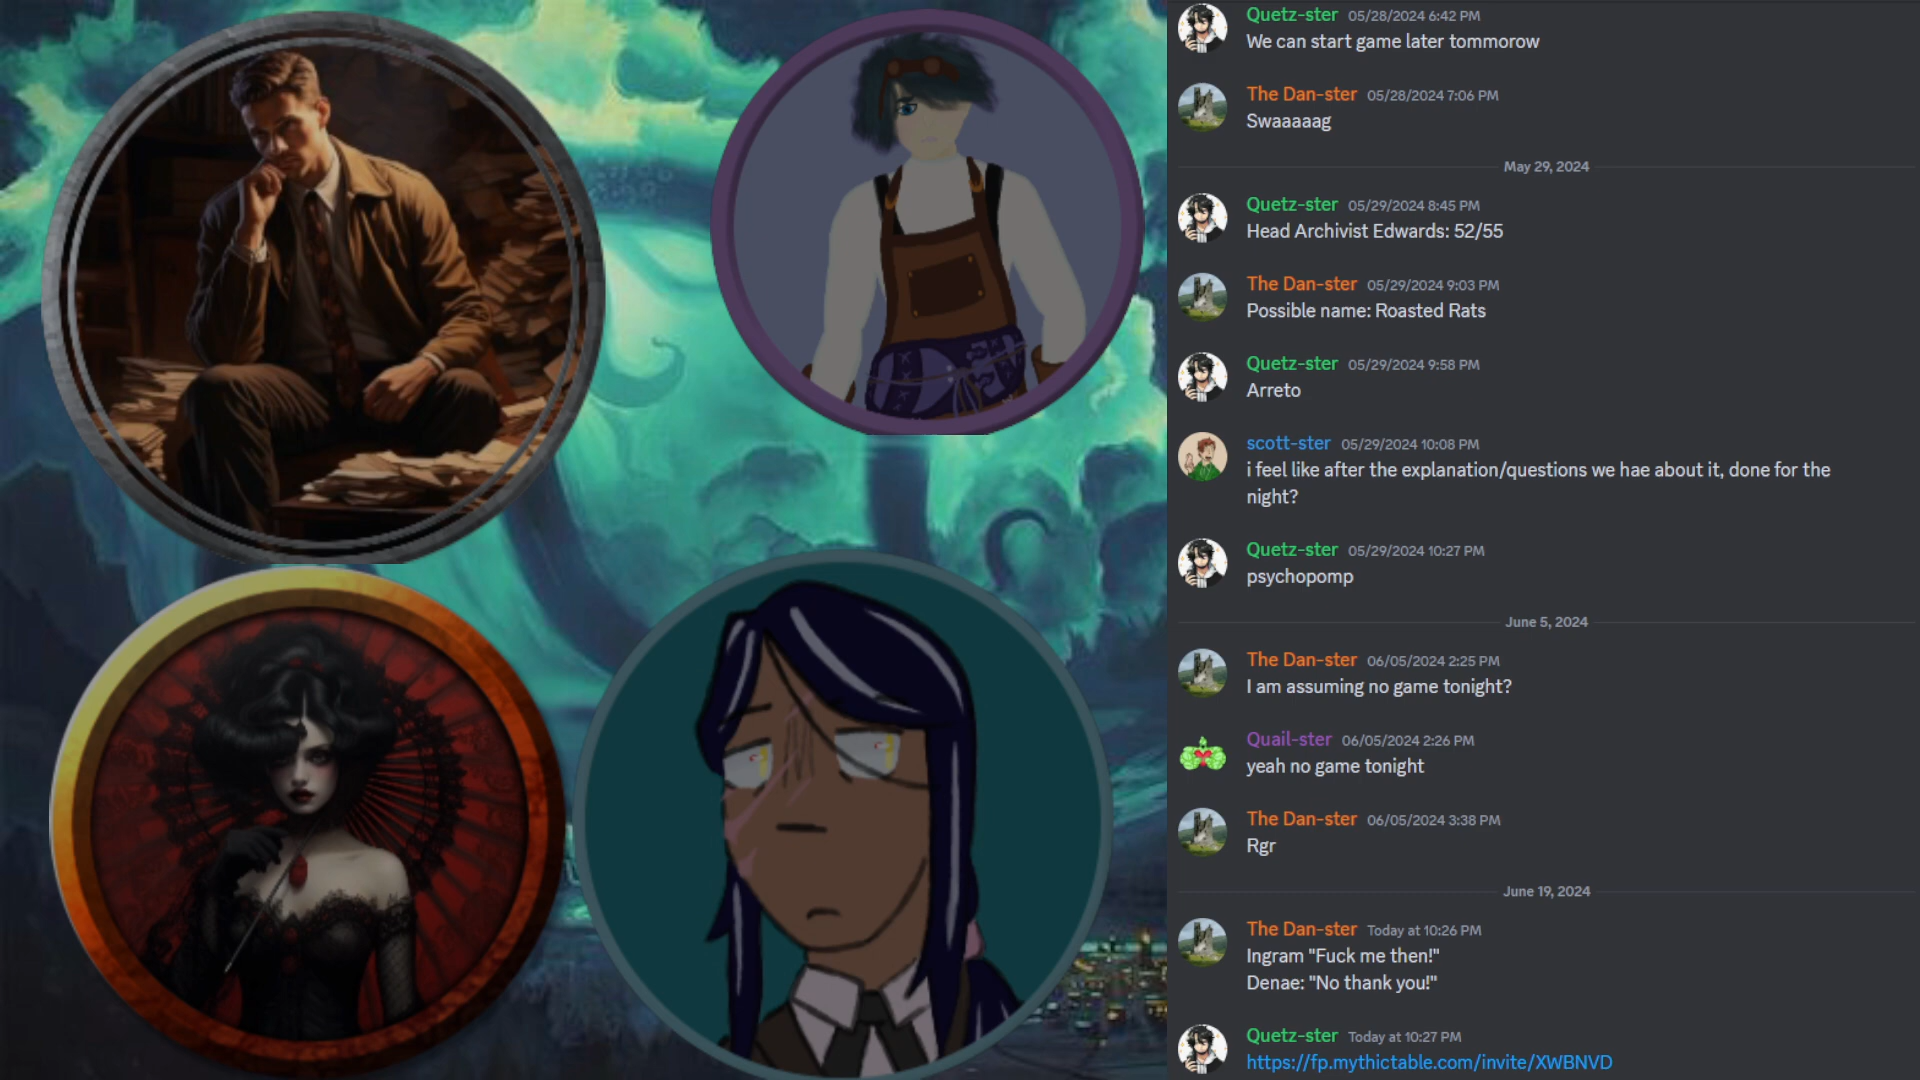 Quetz-ster 05/28/2024 6:42 PM
We can start game later tommorow
The Dan-ster 05/28/2024 7:06 PM
Swaaaaag
May 29, 2024
Quetz-ster 05/29/2024 8:45 PM
Head Archivist Edwards: 52/55
The Dan-ster 05/29/2024 9:03 PM
Possible name: Roasted Rats
Quetz-ster 05/29/2024 9:58 PM
Arreto
scott-ster 05/29/2024 10:08 PM
i feel like after the explanation/questions we hae about it, done for the
night?
Quetz-ster 05/29/2024 10:27 PM
psychopomp
June 5, 2024
The Dan-ster 06/05/2024 2:25 PM
I am assuming no game tonight?
Quail-ster 06/05/2024 2:26 PM
yeah no game tonight
The Dan-ster 06/05/2024 3:38 PM
Rgr
June 19, 2024
The Dan-ster Today at 10:26 PM
Ingram "Fuck me then!"
Denae: "No thank you!"
Quetz-ster Today at 10:27 PM
https://fp.mythictable.com/invite/XWBNVD